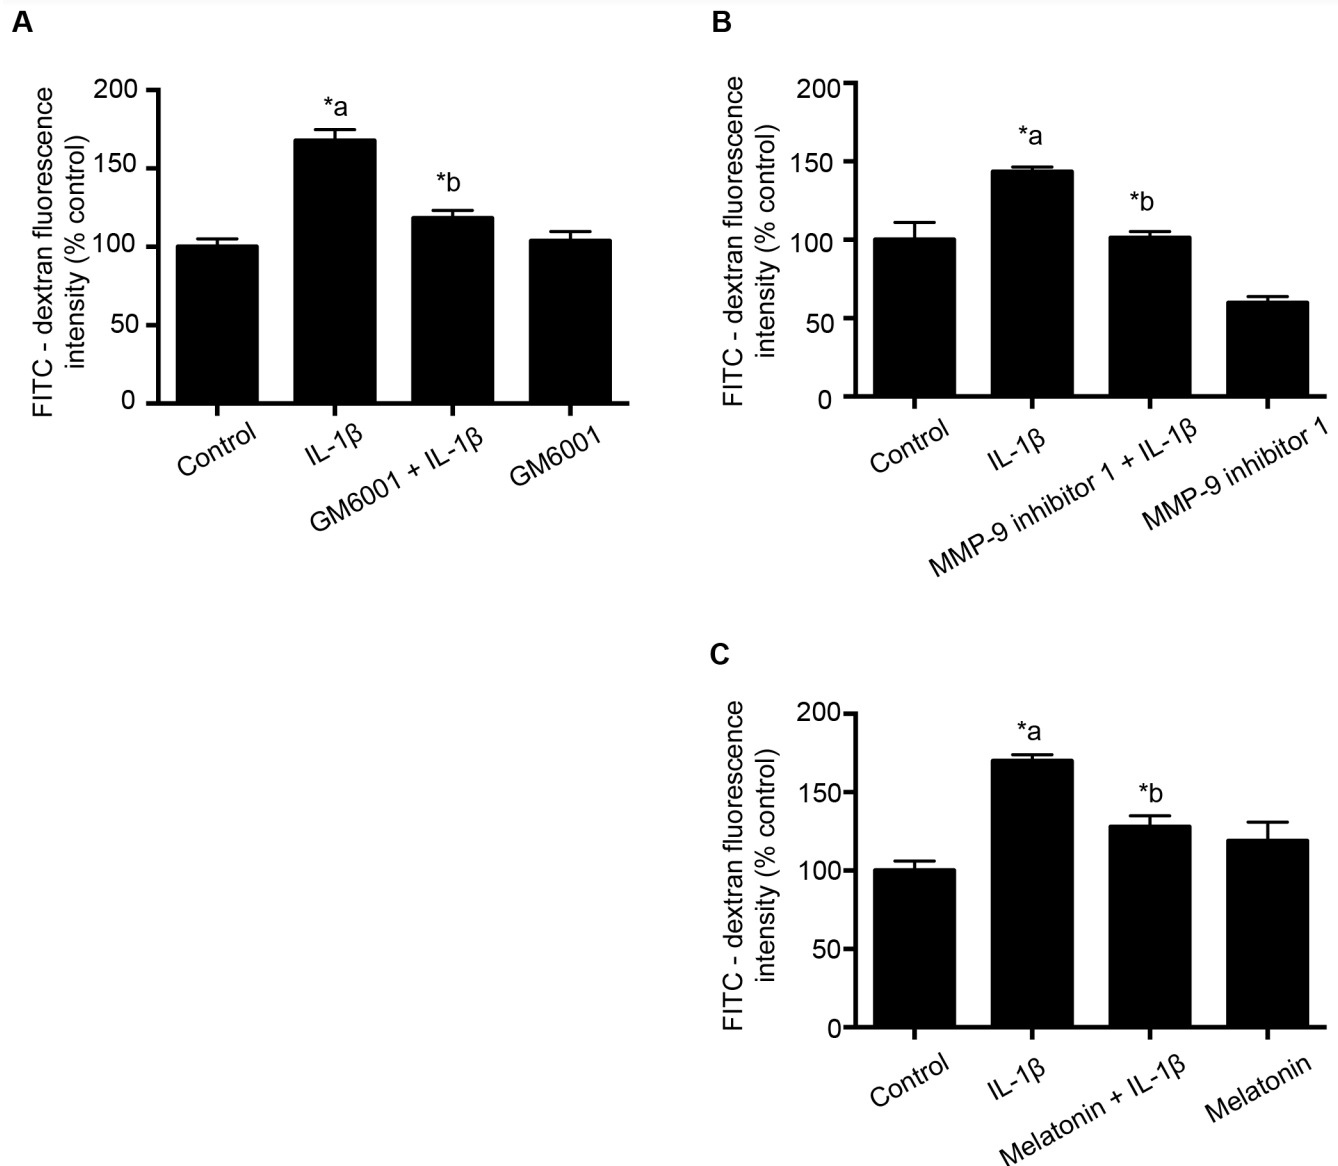 A
FITC - dextran fluorescence
intensity (% control)
200
150
100
50
0
*a
*b
Control
IL-1β
GM6001 + IL-1β
GM6001
B
FITC - dextran fluorescence
intensity (% control)
200
150
100
50
0
*a
*b
Control
IL-1β
MMP-9 inhibitor 1 + IL-1β
MMP-9 inhibitor 1
C
FITC - dextran fluorescence
intensity (% control)
200
150
100
50
0
*a
*b
Control
IL-1β
Melatonin + IL-1β
Melatonin